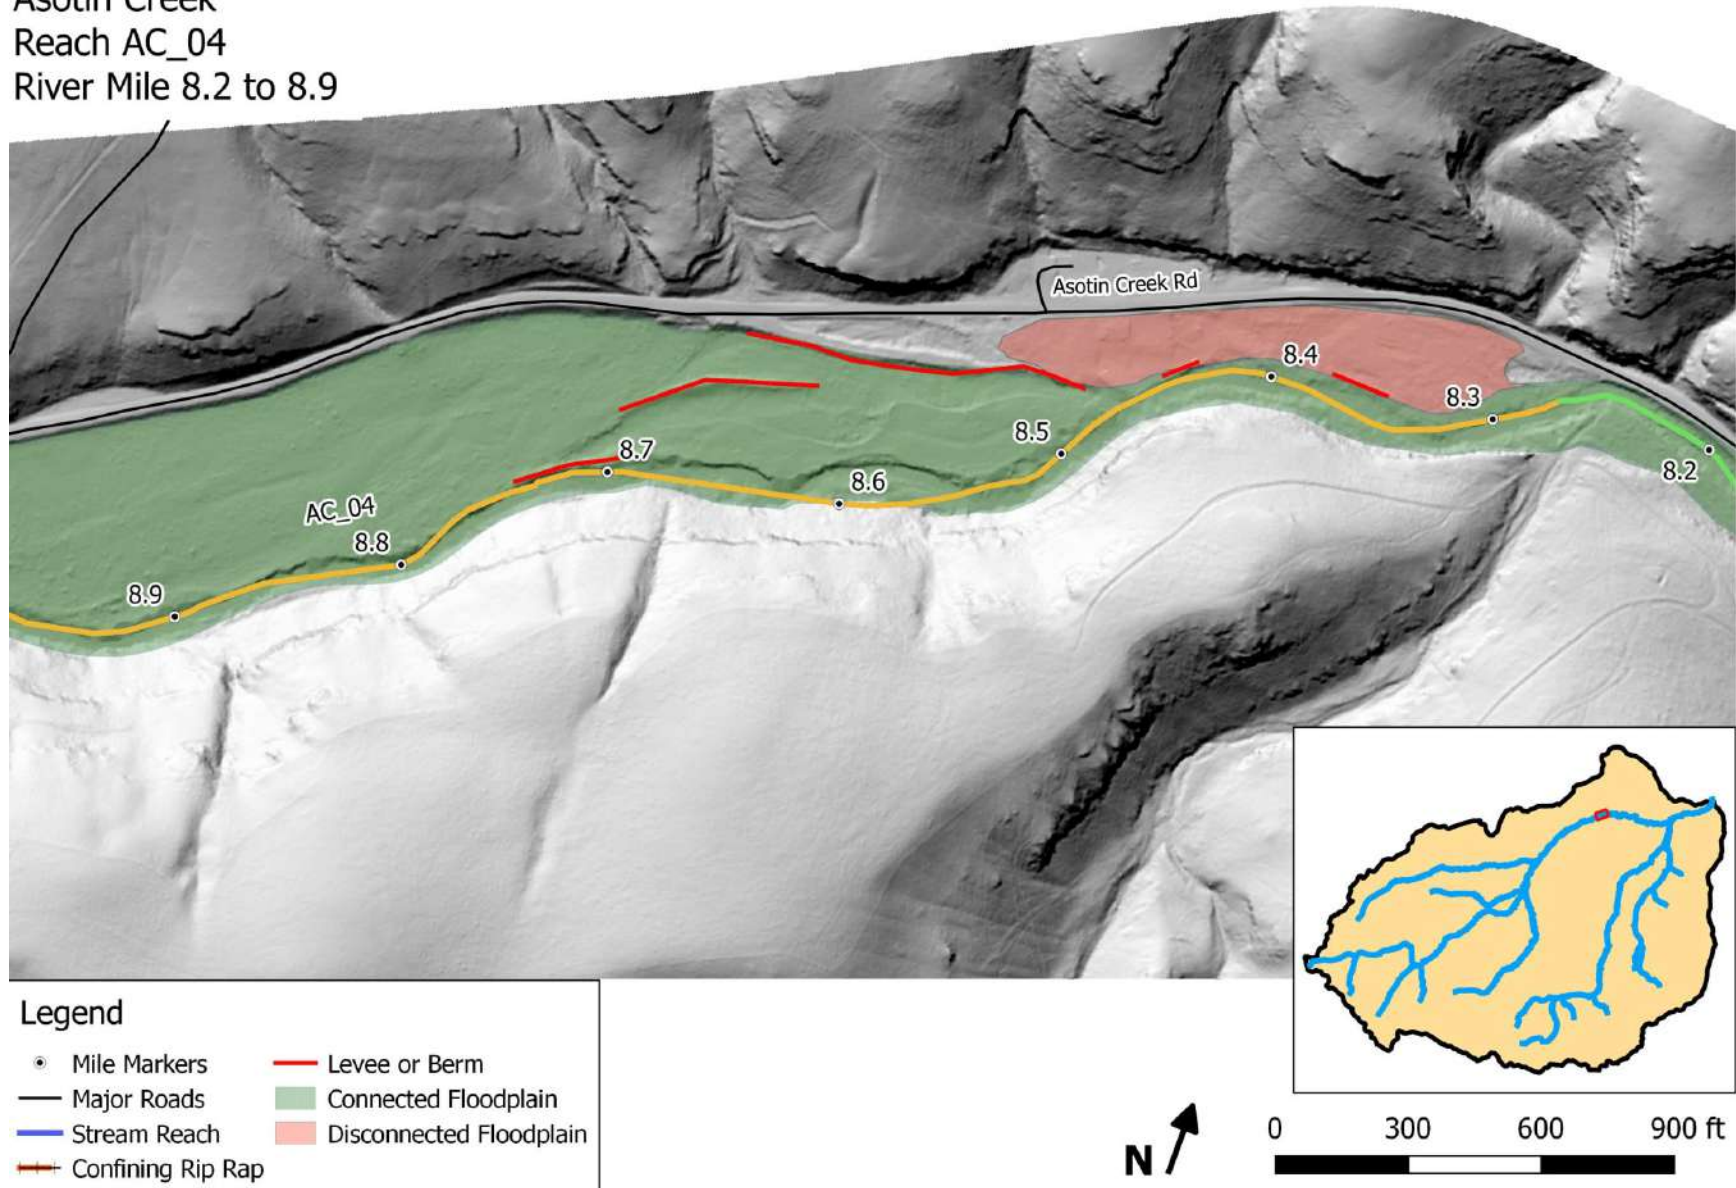 Asotin Creek
Reach AC_04
River Mile 8.2 to 8.9
Asotin Creek Rd
8.4
8.3
8.5
8.7
8.2
8.6
AC_04
8.8
8.9
Legend
Mile Markers
Major Roads
Stream Reach
Confining Rip Rap
Levee or Berm
Connected Floodplain
Disconnected Floodplain
N
0 300 600 900 ft